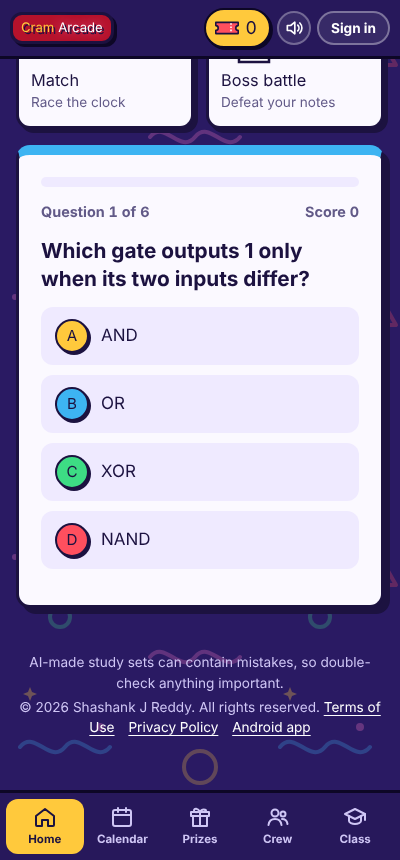 Cram Arcade
0
Sign in
Match
Race the clock
Boss battle
Defeat your notes
Question 1 of 6
Score 0
Which gate outputs 1 only
when its two inputs differ?
A AND
B OR
C XOR
D NAND
AI-made study sets can contain mistakes, so double-
check anything important.
© 2026 Shashank J Reddy. All rights reserved. Terms of
Use Privacy Policy Android app
Home
Calendar
Prizes
Crew
Class